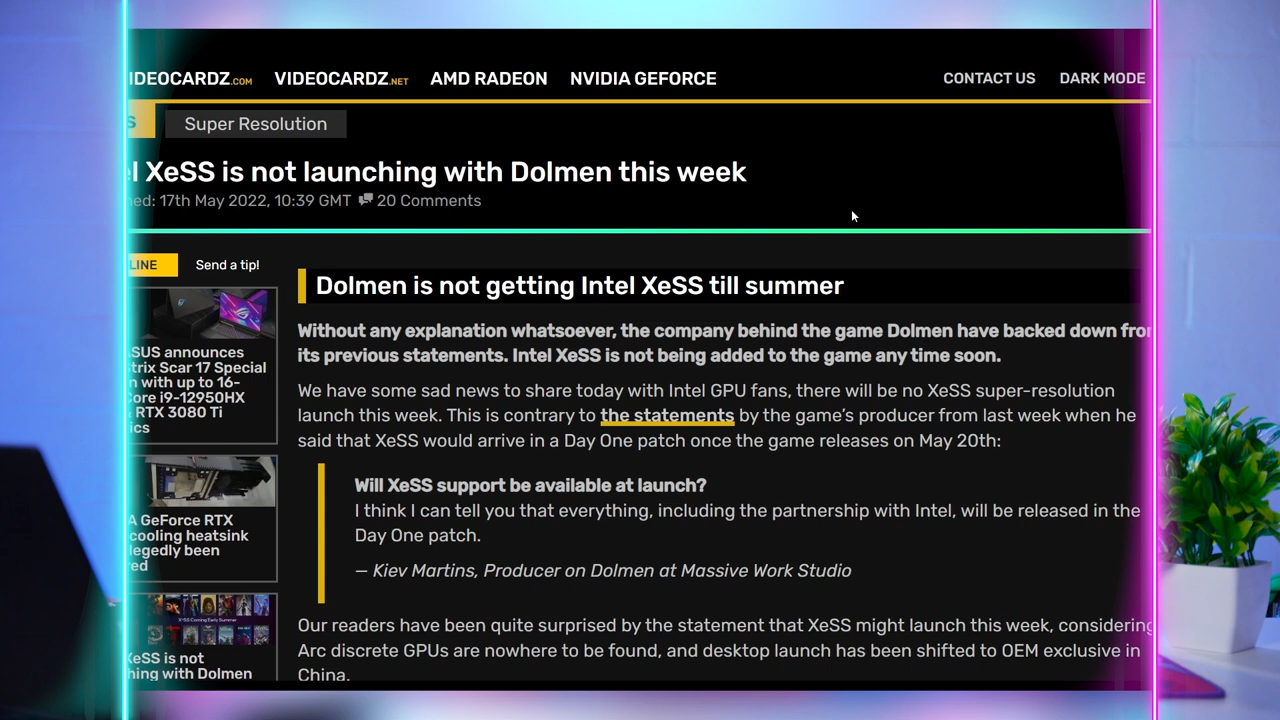 IDEOCARDZ.COM VIDEOCARDZ.NET AMD RADEON NVIDIA GEFORCE CONTACT US DARK MODE
S Super Resolution
l XeSS is not launching with Dolmen this week
ned: 17th May 2022, 10:39 GMT 20 Comments
LINE Send a tip!
Dolmen is not getting Intel XeSS till summer
Without any explanation whatsoever, the company behind the game Dolmen have backed down from
its previous statements. Intel XeSS is not being added to the game any time soon.
We have some sad news to share today with Intel GPU fans, there will be no XeSS super-resolution
launch this week. This is contrary to the statements by the game's producer from last week when he
said that XeSS would arrive in a Day One patch once the game releases on May 20th:
Will XeSS support be available at launch?
I think I can tell you that everything, including the partnership with Intel, will be released in the
Day One patch.
— Kiev Martins, Producer on Dolmen at Massive Work Studio
Our readers have been quite surprised by the statement that XeSS might launch this week, considering
Arc discrete GPUs are nowhere to be found, and desktop launch has been shifted to OEM exclusive in
China.
SUS announces
trix Scar 17 Special
n with up to 16-
Core i9-12950HX
RTX 3080 Ti
ics
A GeForce RTX
cooling heatsink
legedly been
red
XeSS Coming Early Summer
XeSS is not
hing with Dolmen